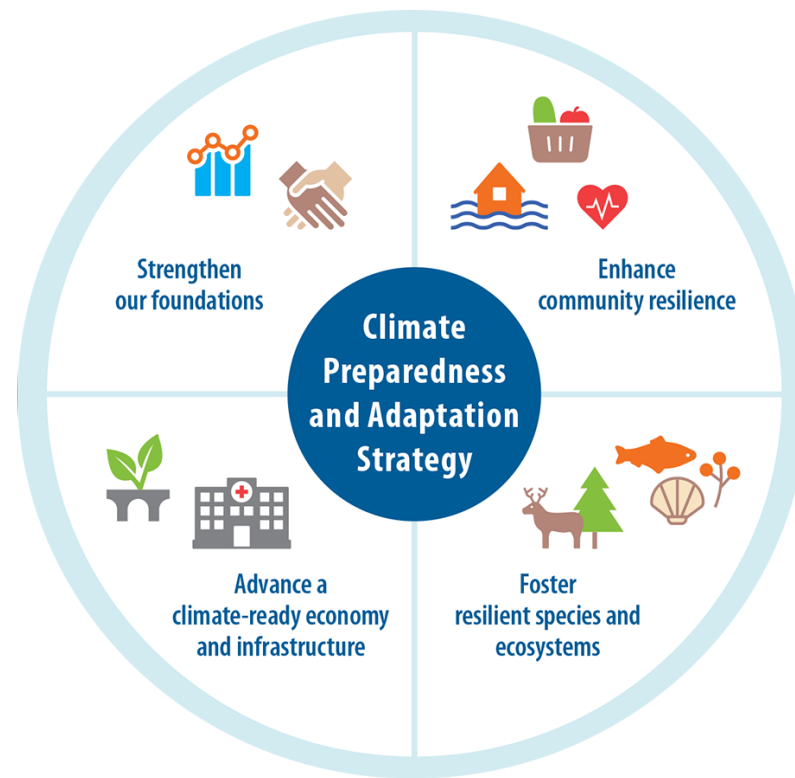 Strengthen
our foundations
Enhance
community resilience
Climate
Preparedness
and Adaptation
Strategy
Advance a
climate-ready economy
and infrastructure
Foster
resilient species and
ecosystems